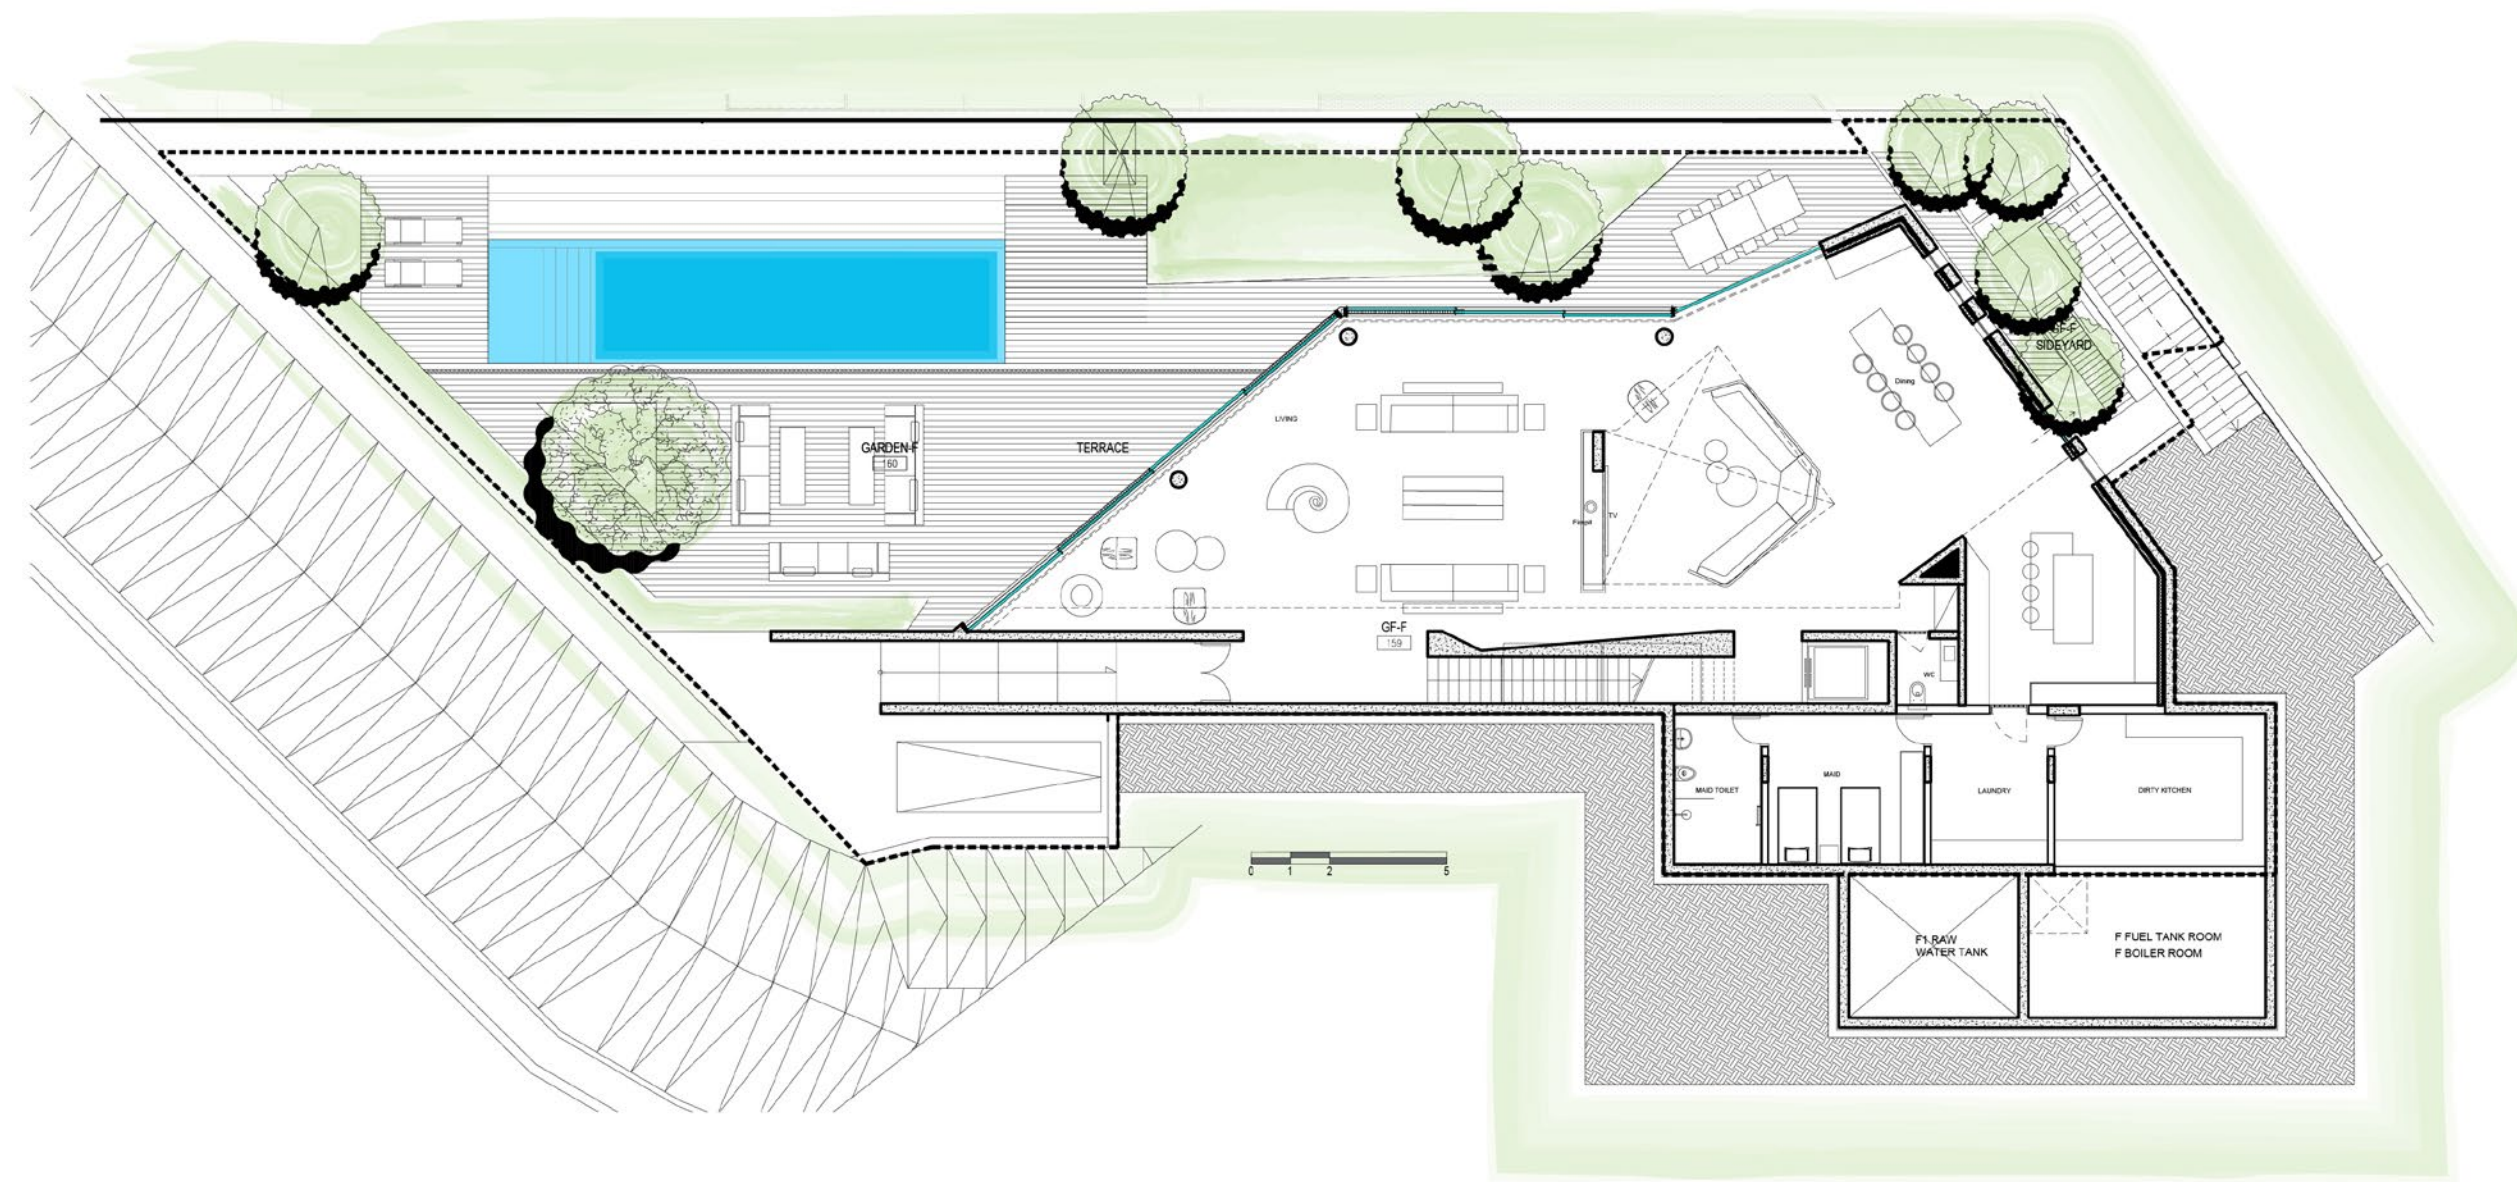 GF-F
SIDEYARD
Dining
LIVING
GARDEN-F
160
TERRACE
TV
GF-F
159
WC
MAID TOILET
MAID
LAUNDRY
DIRTY KITCHEN
0 1 2 5
F1 RAW
WATER TANK
F FUEL TANK ROOM
F BOILER ROOM